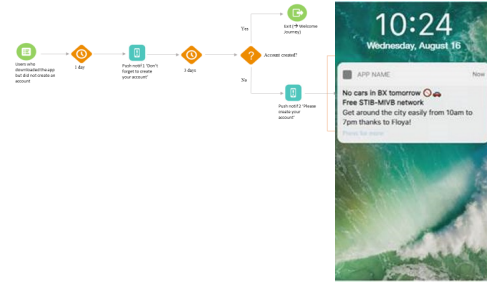 Users who
downloaded the app
but did not create an
account
1 day
Push notif 1 "Don't
forget to create
your account"
3 days
Account created?
Yes
Exit (→ Welcome
Journey)
No
Push notif 2 "Please
create your
account"
10:24
Wednesday, August 16
APP NAME
Now
No cars in BX tomorrow
Free STIB-MIVB network
Get around the city easily from 10am to
7pm thanks to Floya!
Press for more